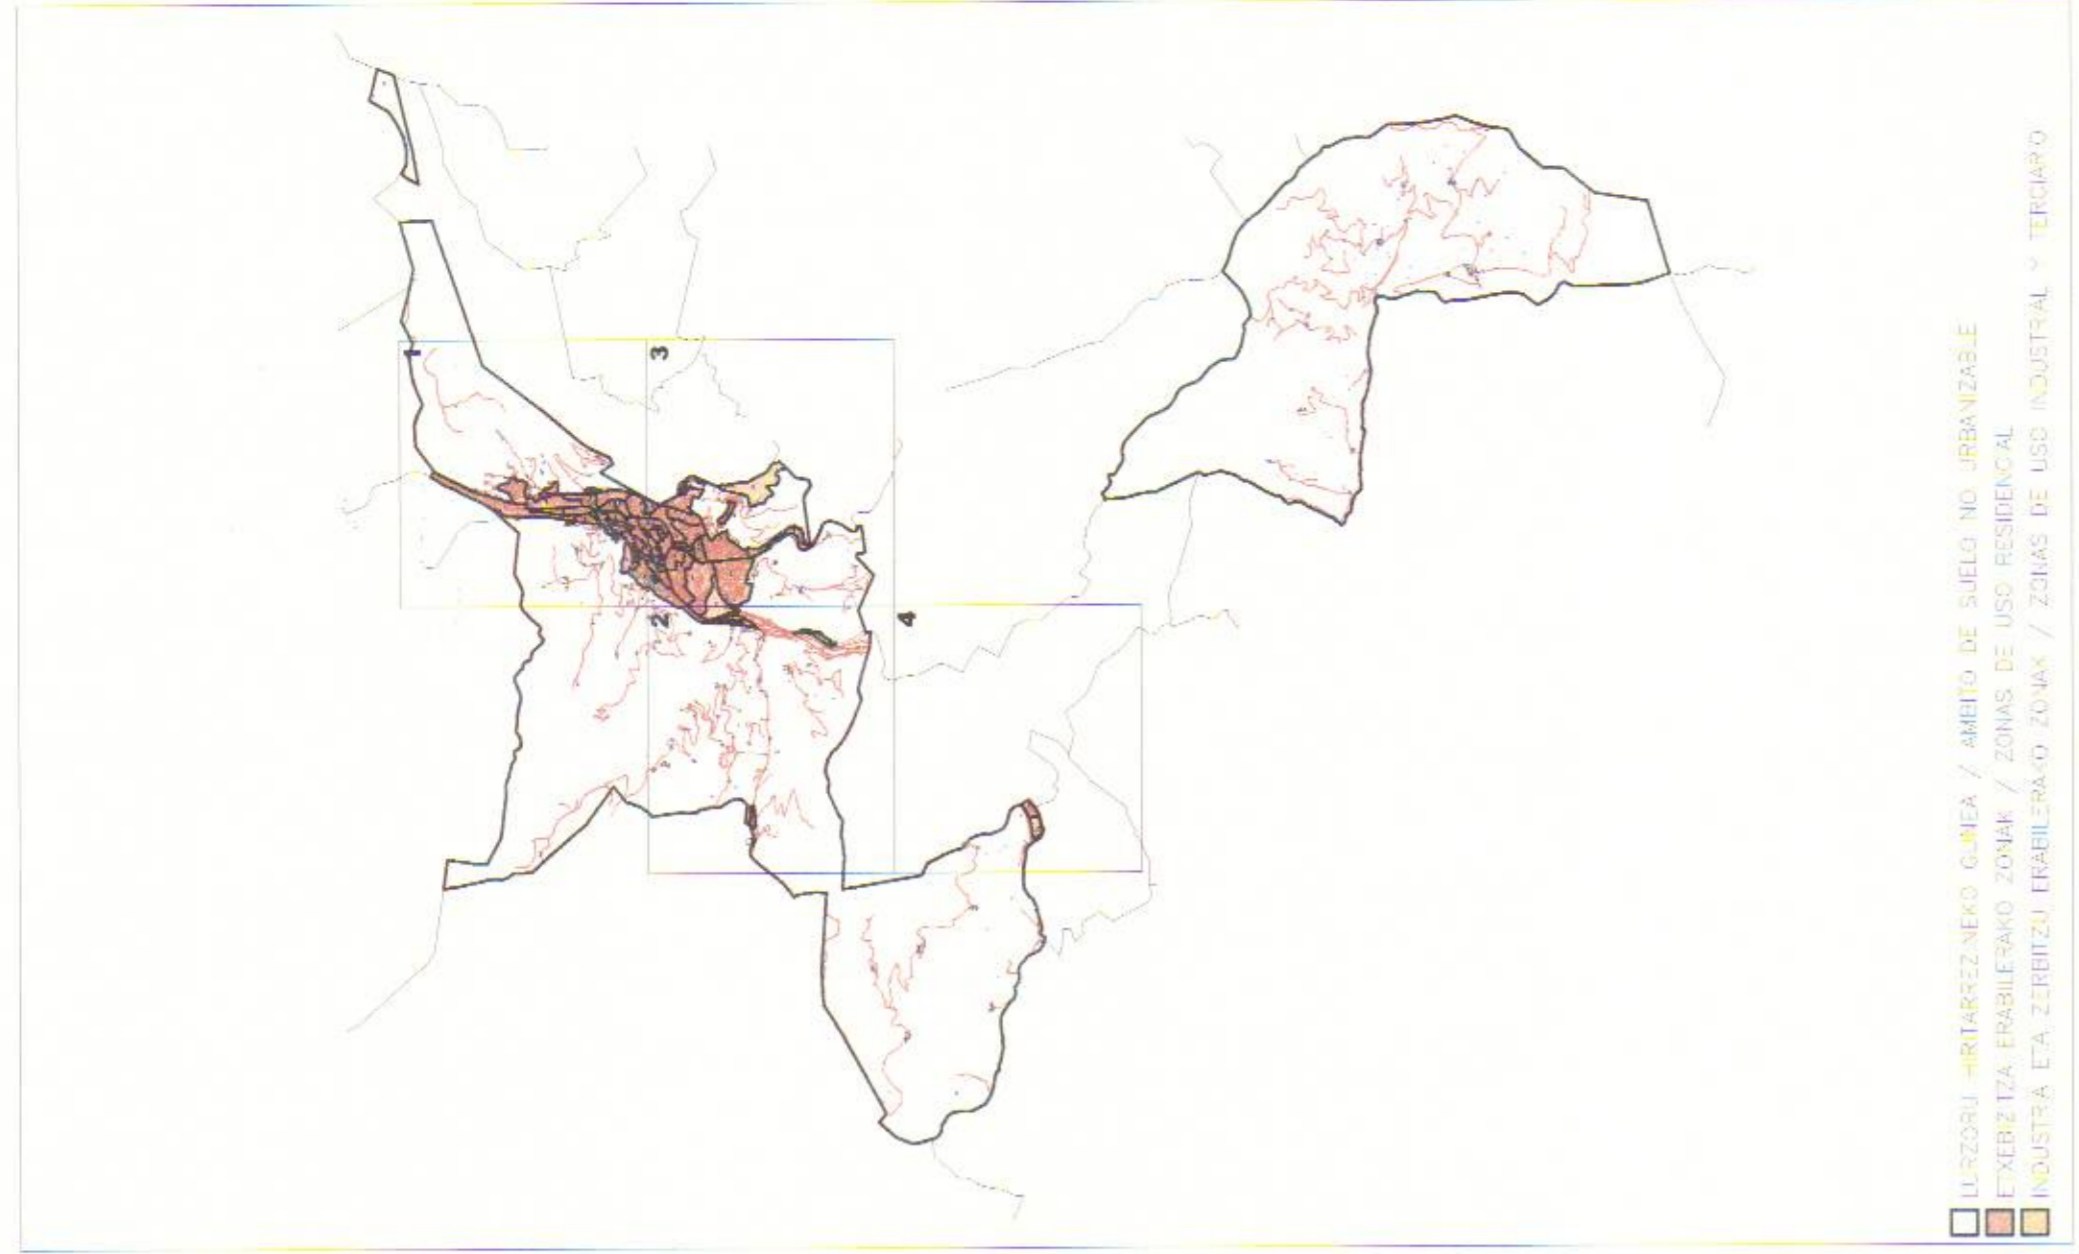 1
3
2
4
LURZORU HIRITARREZINEKO GUNEA / AMBITO DE SUELO NO URBANIZABLE
ETXEBIZITZA ERABILERAKO ZONAK / ZONAS DE USO RESIDENCIAL
INDUSTRIA ETA ZERBITZU ERABILERAKO ZONAK / ZONAS DE USO INDUSTRIAL Y TERCIARIO